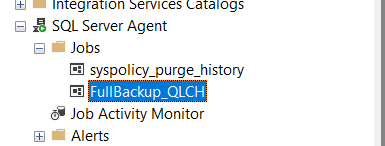 Integration Services Catalogs
SQL Server Agent
Jobs
syspolicy_purge_history
FullBackup_QLCH
Job Activity Monitor
Alerts